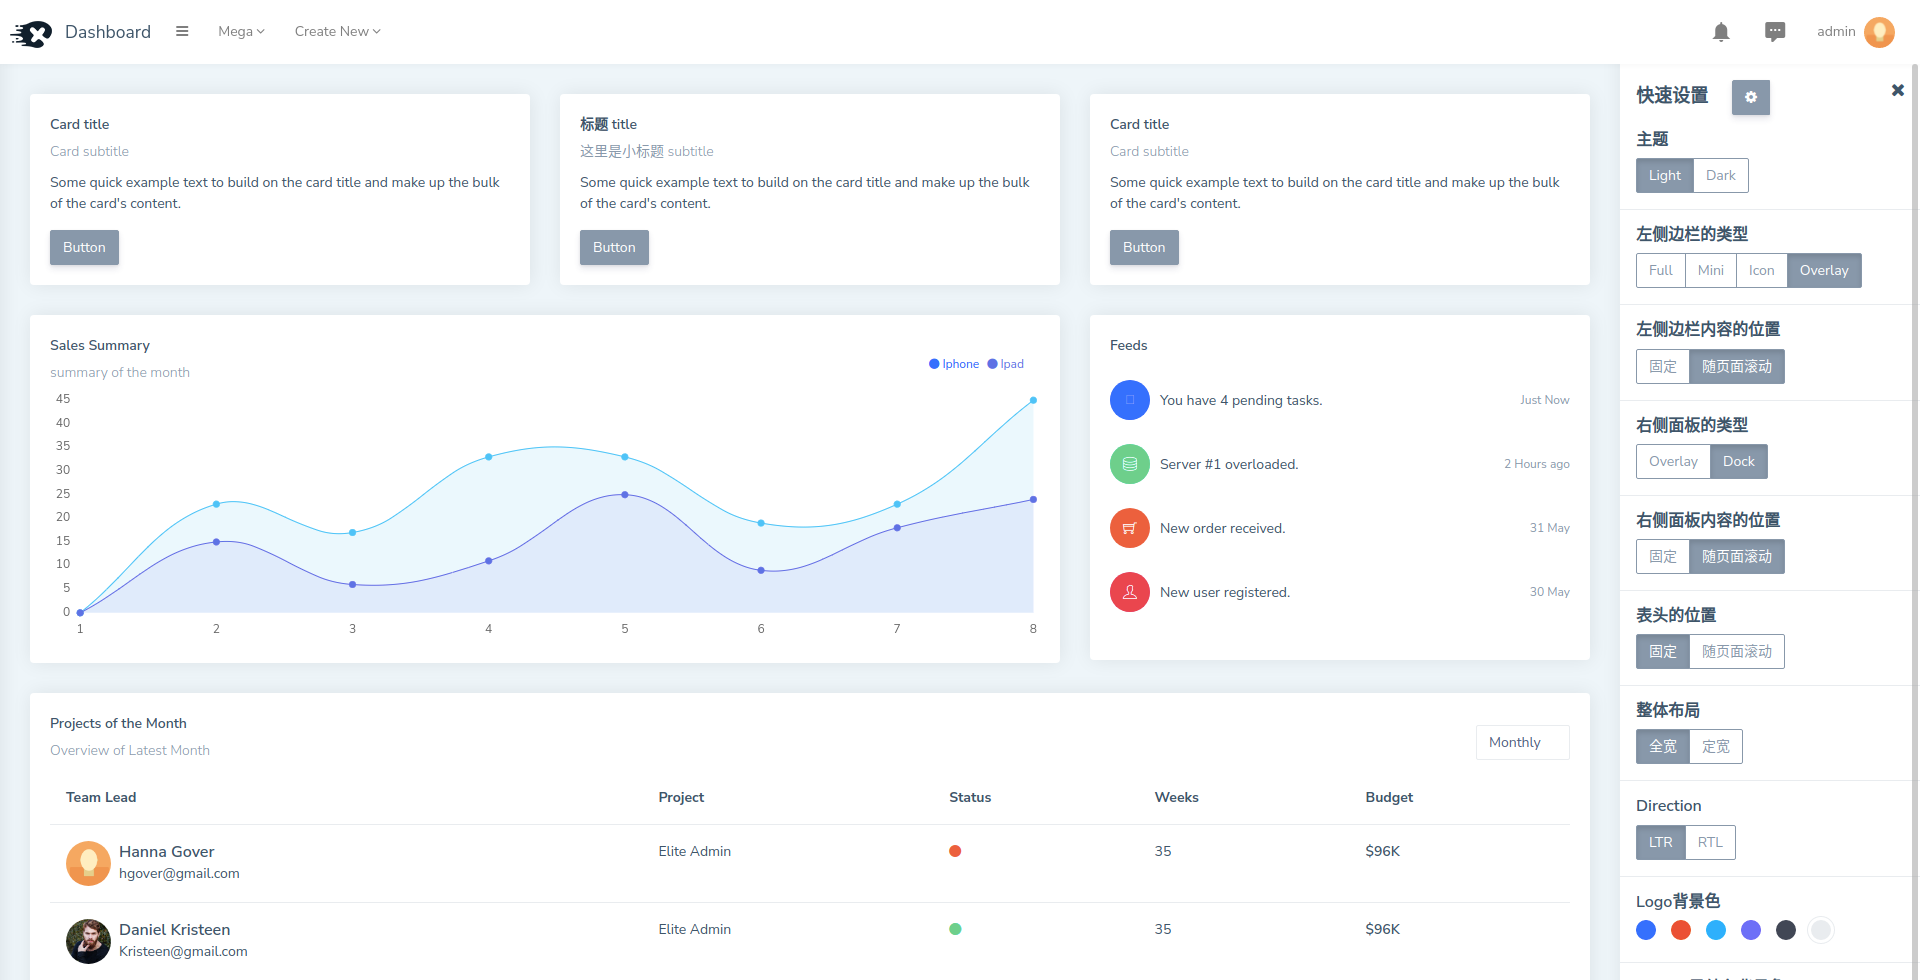 Dashboard
Mega
Create New
admin
Card title
Card subtitle
Some quick example text to build on the card title and make up the bulk
of the card's content.
Button
标题 title
这里是小标题 subtitle
Some quick example text to build on the card title and make up the bulk
of the card's content.
Button
Card title
Card subtitle
Some quick example text to build on the card title and make up the bulk
of the card's content.
Button
Sales Summary
summary of the month
Iphone Ipad
45
40
35
30
25
20
15
10
5
0
1 2 3 4 5 6 7 8
Feeds
You have 4 pending tasks. Just Now
Server #1 overloaded. 2 Hours ago
New order received. 31 May
New user registered. 30 May
Projects of the Month
Overview of Latest Month
Monthly
Team Lead Project Status Weeks Budget
Hanna Gover
hgover@gmail.com
Elite Admin 35 $96K
Daniel Kristeen
Kristeen@gmail.com
Elite Admin 35 $96K
快速设置
主题
Light Dark
左侧边栏的类型
Full Mini Icon Overlay
左侧边栏内容的位置
固定 随页面滚动
右侧面板的类型
Overlay Dock
右侧面板内容的位置
固定 随页面滚动
表头的位置
固定 随页面滚动
整体布局
全宽 定宽
Direction
LTR RTL
Logo背景色